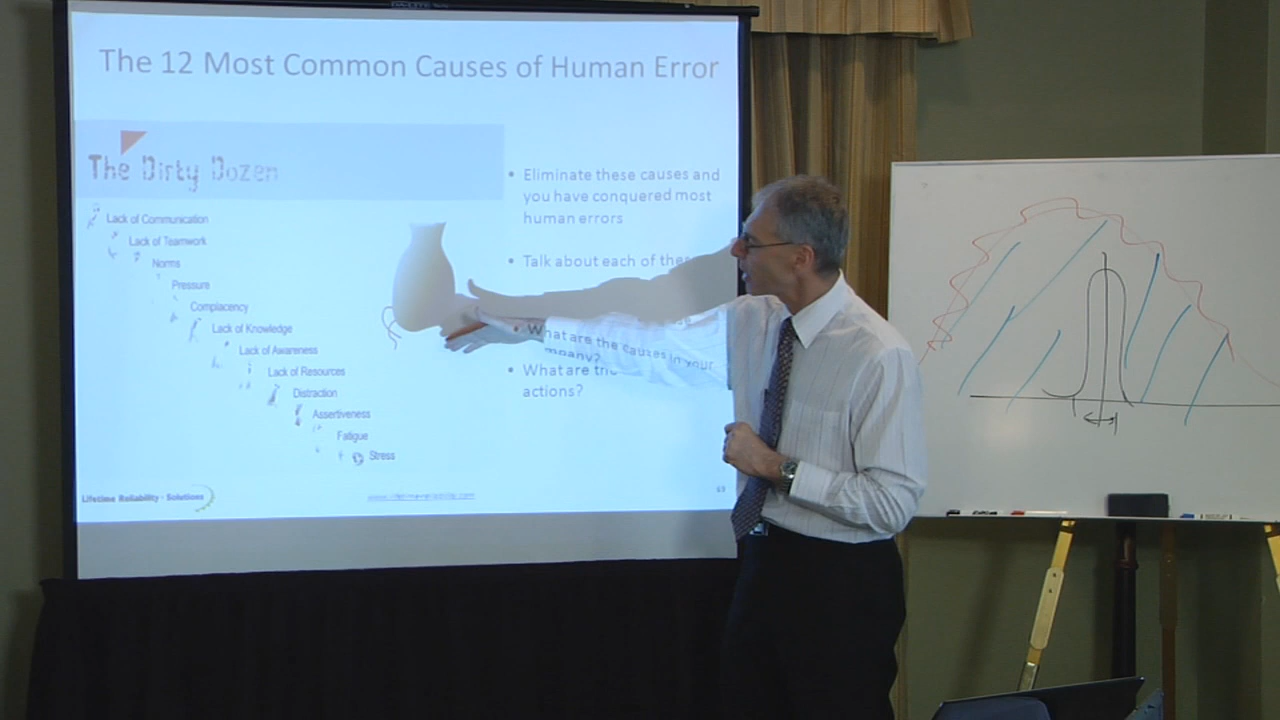 The 12 Most Common Causes of Human Error
The Dirty Dozen
Lack of Communication
Lack of Teamwork
Norms
Pressure
Complacency
Lack of Knowledge
Lack of Awareness
Lack of Resources
Distraction
Assertiveness
Fatigue
Stress
• Eliminate these causes and
you have conquered most
human errors
• Talk about each of
• What are the causes in your
• What are
actions?
Lifetime Reliability - Solutions
www.lifetimereliability.com